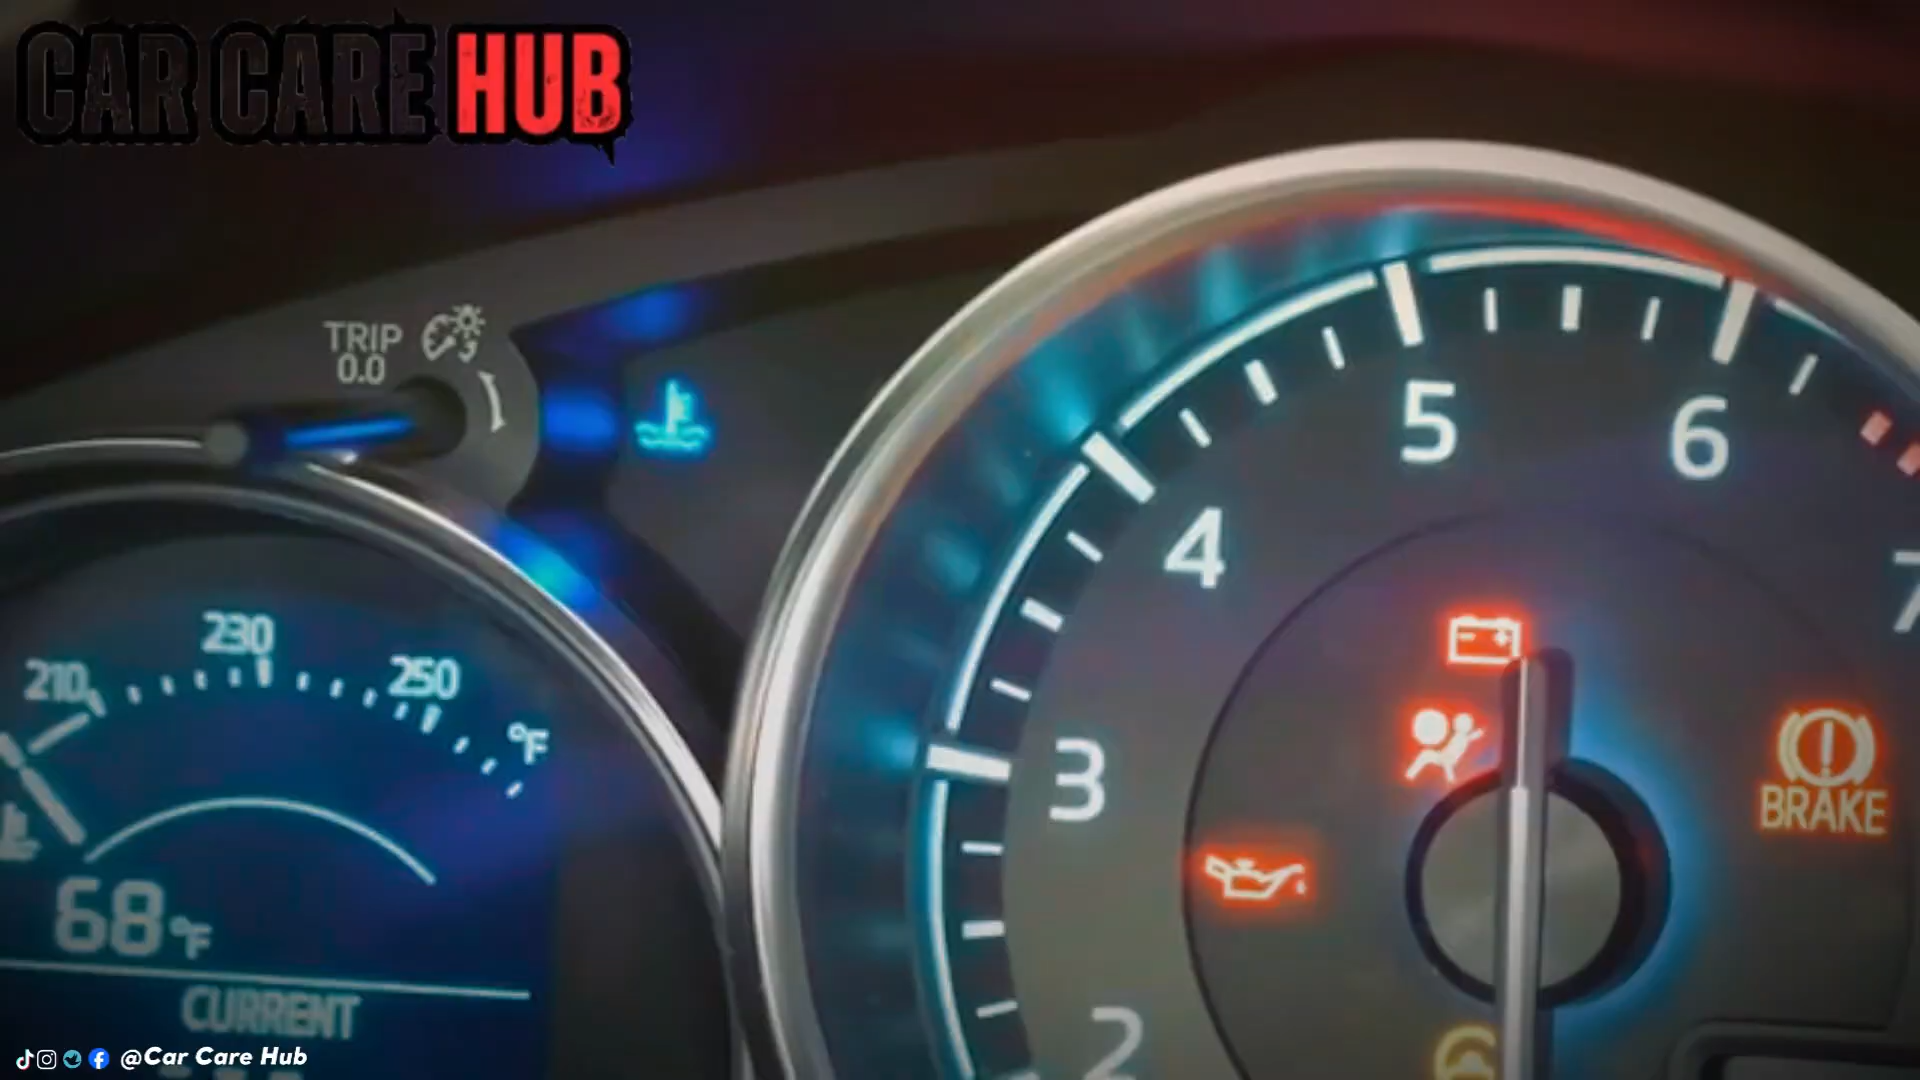 CAR CARE HUB
TRIP
0.0
210
230
250
°F
68°F
CURRENT
2
3
4
5
6
7
BRAKE
@Car Care Hub